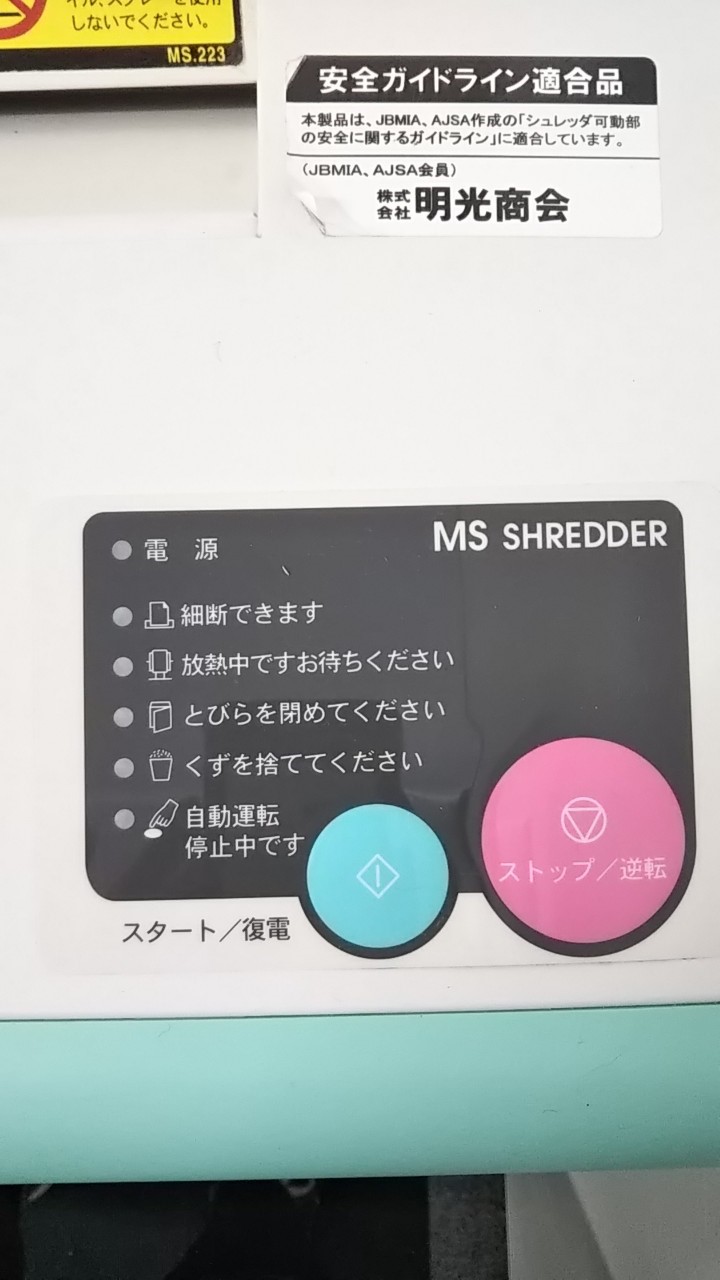 しないでください。
MS.223
安全ガイドライン適合品
本製品は、JBMIA、AJSA作成の「シュレッダ可動部
の安全に関するガイドライン」に適合しています。
（JBMIA、AJSA会員）
株式会社 明光商会
MS SHREDDER
電 源
細断できます
放熱中ですお待ちください
とびらを閉めてください
くずを捨ててください
自動運転
停止中です
ストップ／逆転
スタート／復電